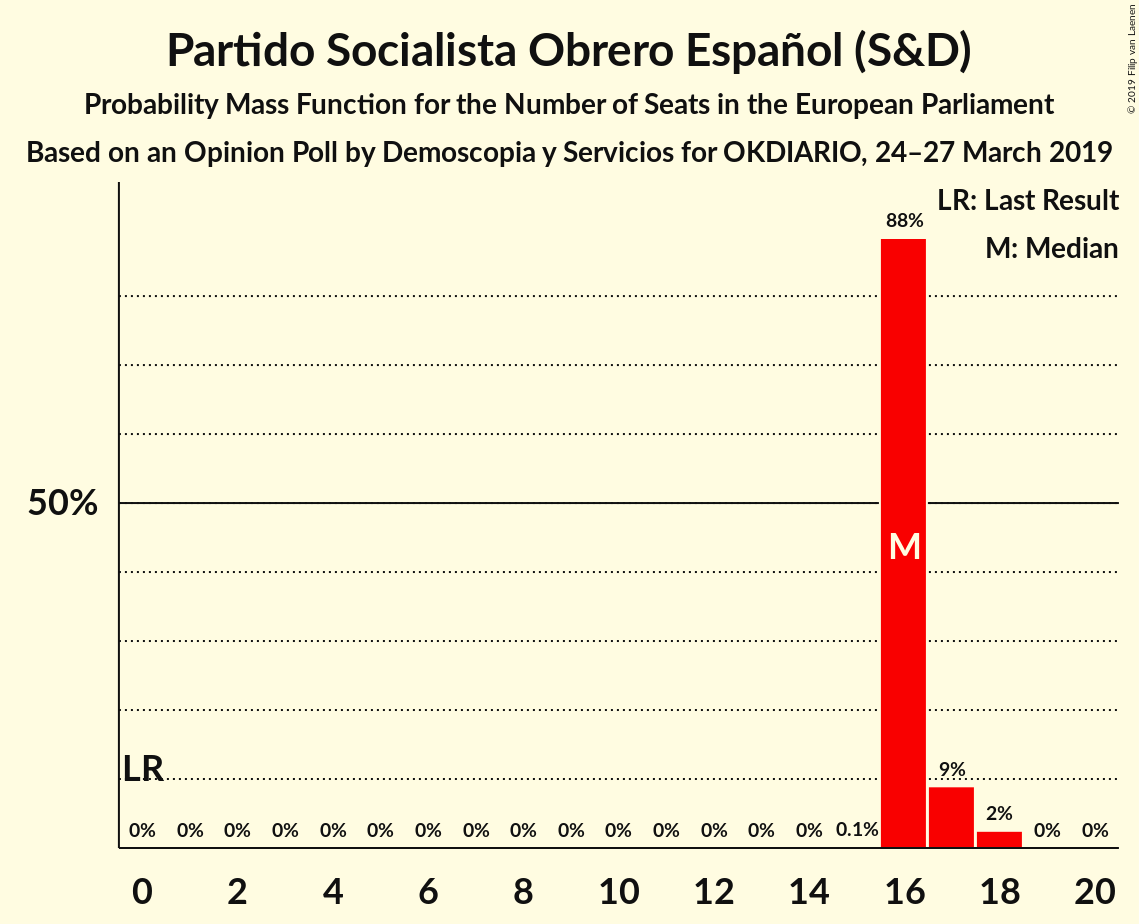 Partido Socialista Obrero Español (S&D)
Probability Mass Function for the Number of Seats in the European Parliament
Based on an Opinion Poll by Demoscopia y Servicios for OKDIARIO, 24–27 March 2019
© 2019 Filip van Laenen
LR: Last Result
M: Median
88%
50%
M
LR
9%
2%
0% 0% 0% 0% 0% 0% 0% 0% 0% 0% 0% 0% 0% 0% 0% 0.1% 0% 0%
0 2 4 6 8 10 12 14 16 18 20